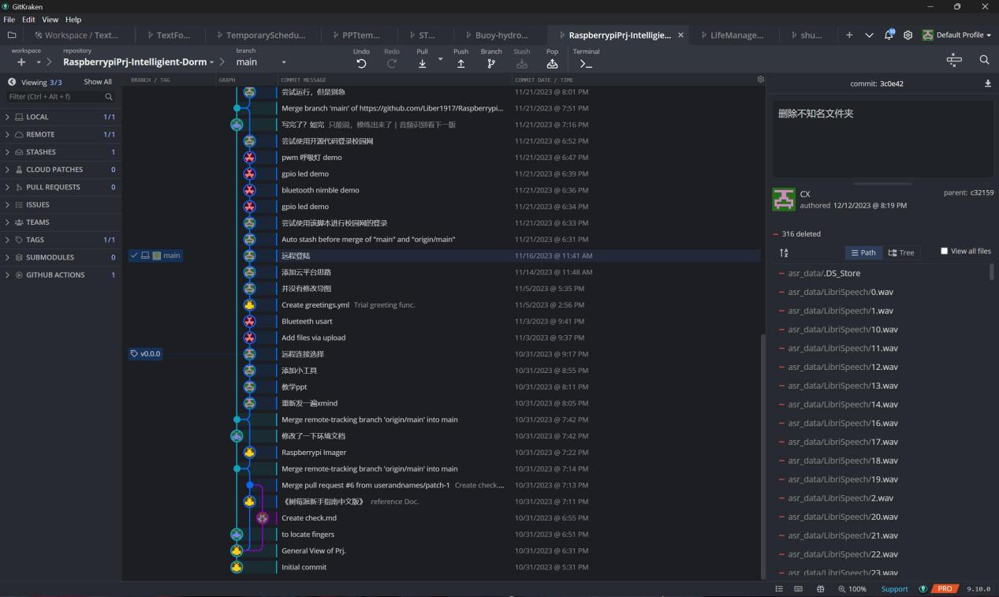 GitKraken
File Edit View Help
Workspace / Text...
TextFo...
TemporarySchedu...
PPTtem...
ST...
Buoy-hydro...
RaspberrypiPrj-Intelligie...
LifeManage...
shu...
10
Default Profile
workspace
repository
RaspberrypiPrj-Intelligient-Dorm
branch
main
Undo
Redo
Pull
Push
Branch
Stash
Pop
Terminal
Viewing 3/3 Show All
Filter (Ctrl + Alt + f)
LOCAL 1/1
REMOTE 1/1
STASHES 1
CLOUD PATCHES 0
PULL REQUESTS 0
ISSUES
TEAMS
TAGS 1/1
SUBMODULES 0
GITHUB ACTIONS 1
BRANCH / TAG GRAPH COMMIT MESSAGE COMMIT DATE / TIME
尝试运行，但是别急 11/21/2023 @ 8:01 PM
Merge branch 'main' of https://github.com/Liber1917/Raspberrypi... 11/21/2023 @ 7:51 PM
写完了？如完 只能说，模练出来了 | 音频识别看下一版 11/21/2023 @ 7:16 PM
尝试使用开源代码登录校园网 11/21/2023 @ 6:52 PM
pwm 呼吸灯 demo 11/21/2023 @ 6:47 PM
gpio led demo 11/21/2023 @ 6:39 PM
bluetooth nimble demo 11/21/2023 @ 6:36 PM
gpio led demo 11/21/2023 @ 6:34 PM
尝试使用该脚本进行校园网的登录 11/21/2023 @ 6:33 PM
Auto stash before merge of "main" and "origin/main" 11/21/2023 @ 6:31 PM
main 远程登陆 11/16/2023 @ 11:41 AM
添加云平台思路 11/14/2023 @ 11:48 AM
并没有修改导图 11/5/2023 @ 5:35 PM
Create greetings.yml Trial greeting func. 11/5/2023 @ 2:56 PM
Blueteeth usart 11/3/2023 @ 9:41 PM
Add files via upload 11/3/2023 @ 9:37 PM
v0.0.0 远程连接选择 10/31/2023 @ 9:17 PM
添加小工具 10/31/2023 @ 8:55 PM
教学ppt 10/31/2023 @ 8:11 PM
重新发一遍xmind 10/31/2023 @ 8:05 PM
Merge remote-tracking branch 'origin/main' into main 10/31/2023 @ 7:42 PM
修改了一下环境文档 10/31/2023 @ 7:42 PM
Raspberrypi Imager 10/31/2023 @ 7:22 PM
Merge remote-tracking branch 'origin/main' into main 10/31/2023 @ 7:14 PM
Merge pull request #6 from userandnames/patch-1 Create check.... 10/31/2023 @ 7:13 PM
《树莓派新手指南中文版》 reference Doc. 10/31/2023 @ 7:11 PM
Create check.md 10/31/2023 @ 6:55 PM
to locate fingers 10/31/2023 @ 6:51 PM
General View of Prj. 10/31/2023 @ 6:31 PM
Initial commit 10/31/2023 @ 5:31 PM
commit: 3c0e42
删除不知名文件夹
CX
parent: c32159
authored 12/12/2023 @ 8:19 PM
316 deleted
Path Tree View all files
asr_data/.DS_Store
asr_data/LibriSpeech/0.wav
asr_data/LibriSpeech/1.wav
asr_data/LibriSpeech/10.wav
asr_data/LibriSpeech/11.wav
asr_data/LibriSpeech/12.wav
asr_data/LibriSpeech/13.wav
asr_data/LibriSpeech/14.wav
asr_data/LibriSpeech/16.wav
asr_data/LibriSpeech/17.wav
asr_data/LibriSpeech/18.wav
asr_data/LibriSpeech/19.wav
asr_data/LibriSpeech/2.wav
asr_data/LibriSpeech/20.wav
asr_data/LibriSpeech/21.wav
asr_data/LibriSpeech/22.wav
asr_data/LibriSpeech/23.wav
100% Support PRO 9.10.0